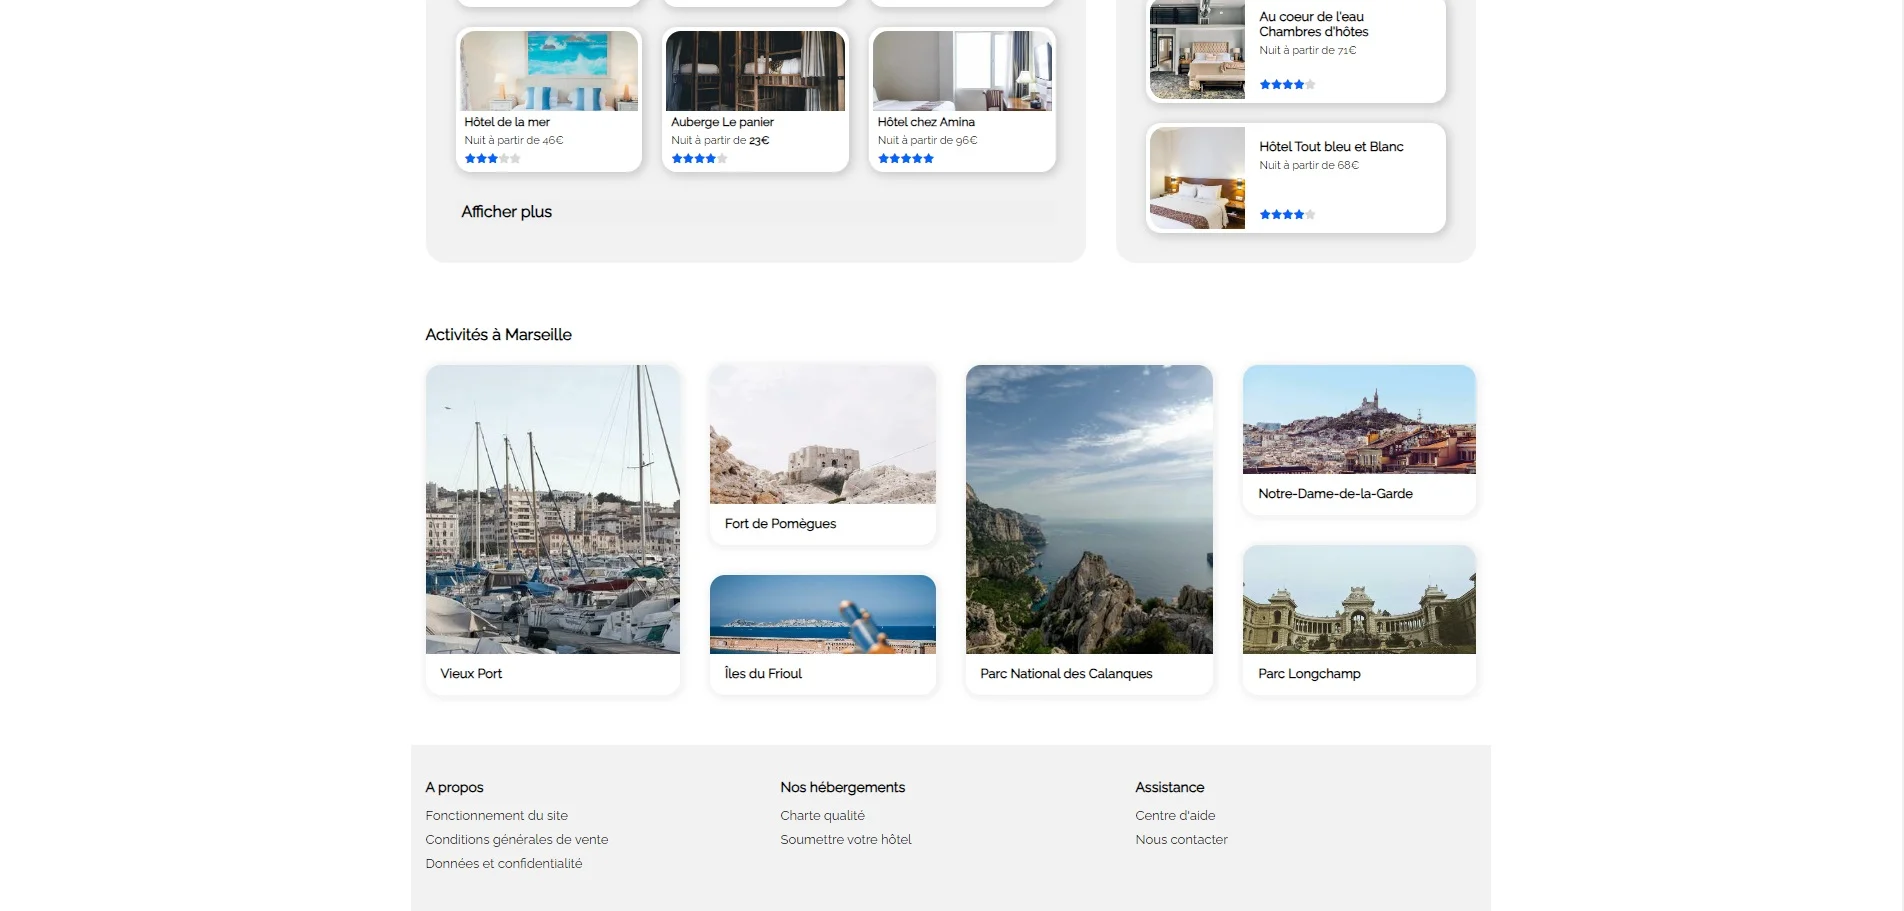 Hôtel de la mer
Nuit à partir de 46€
Auberge Le panier
Nuit à partir de 23€
Hôtel chez Amina
Nuit à partir de 96€
Afficher plus
Au coeur de l'eau
Chambres d'hôtes
Nuit à partir de 71€
Hôtel Tout bleu et Blanc
Nuit à partir de 68€
Activités à Marseille
Vieux Port
Fort de Pomègues
Îles du Frioul
Parc National des Calanques
Notre-Dame-de-la-Garde
Parc Longchamp
A propos
Fonctionnement du site
Conditions générales de vente
Données et confidentialité
Nos hébergements
Charte qualité
Soumettre votre hôtel
Assistance
Centre d'aide
Nous contacter